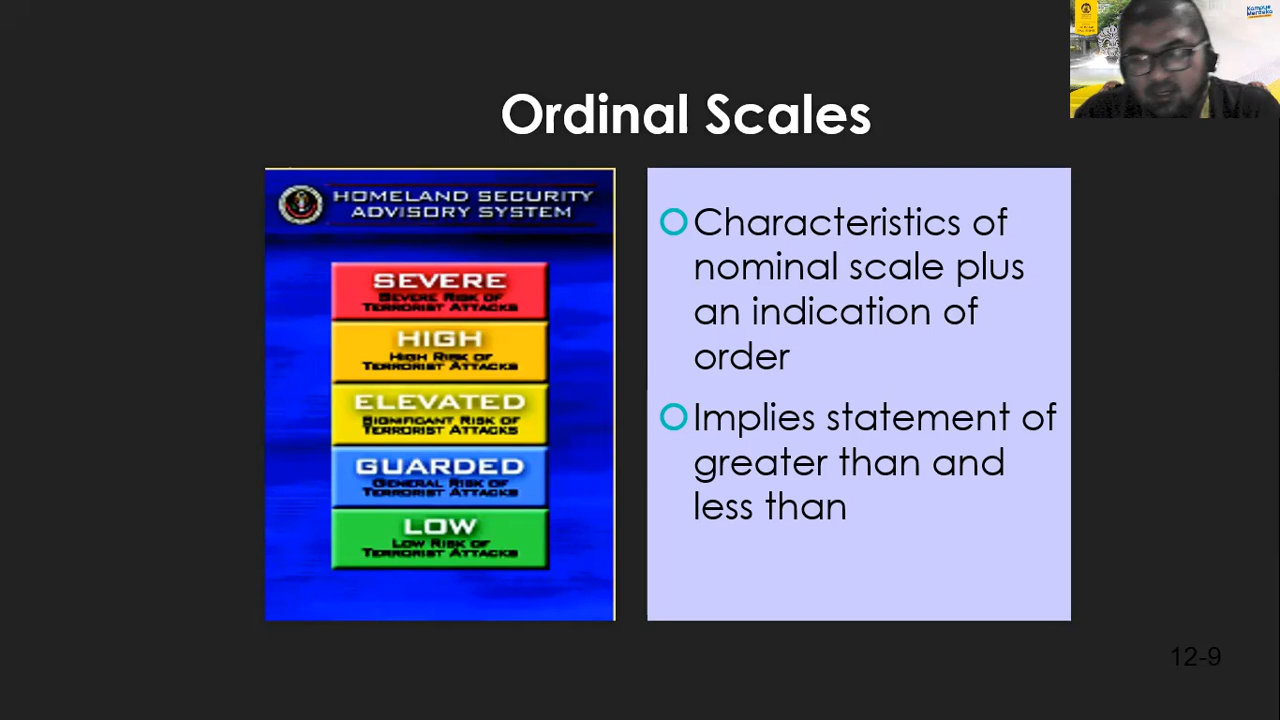 Kampus
Merdeka
Ordinal Scales
HOMELAND SECURITY
ADVISORY SYSTEM
SEVERE
SEVERE RISK OF
TERRORIST ATTACKS
HIGH
HIGH RISK OF
TERRORIST ATTACKS
ELEVATED
SIGNIFICANT RISK OF
TERRORIST ATTACKS
GUARDED
GENERAL RISK OF
TERRORIST ATTACKS
LOW
LOW RISK OF
TERRORIST ATTACKS
Characteristics of
nominal scale plus
an indication of
order
Implies statement of
greater than and
less than
12-9